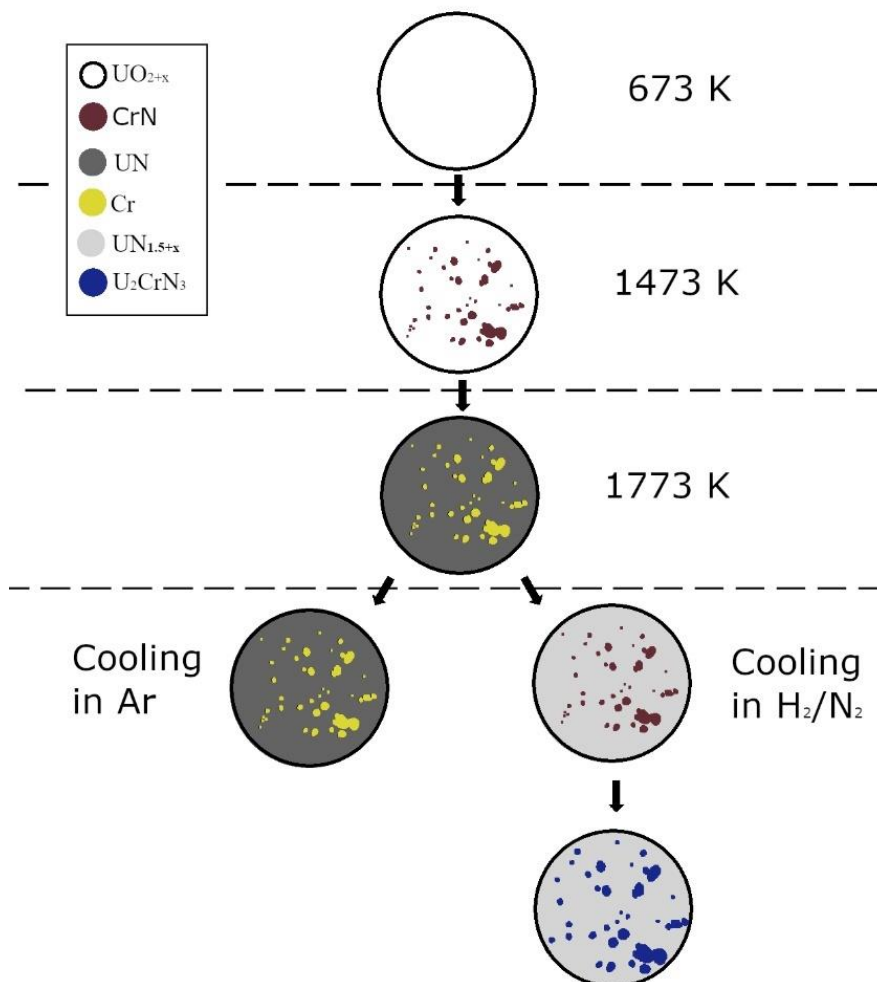 UO₂₊ₓ
CrN
UN
Cr
UN₁.₅₊ₓ
U₂CrN₃
673 K
1473 K
1773 K
Cooling
in Ar
Cooling
in H₂/N₂